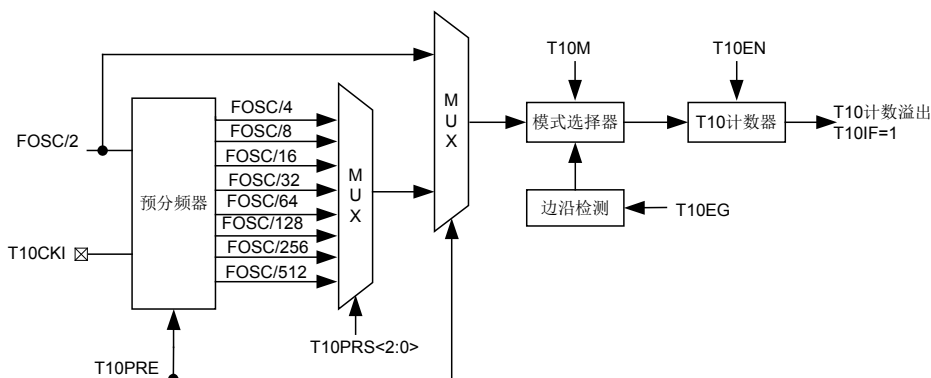 T10M
T10EN
FOSC/4
FOSC/8
FOSC/16
FOSC/32
FOSC/64
FOSC/128
FOSC/256
FOSC/512
FOSC/2
预分频器
T10CKI
MUX
MUX
模式选择器
T10计数器
T10计数溢出
T10IF=1
边沿检测
T10EG
T10PRS<2:0>
T10PRE